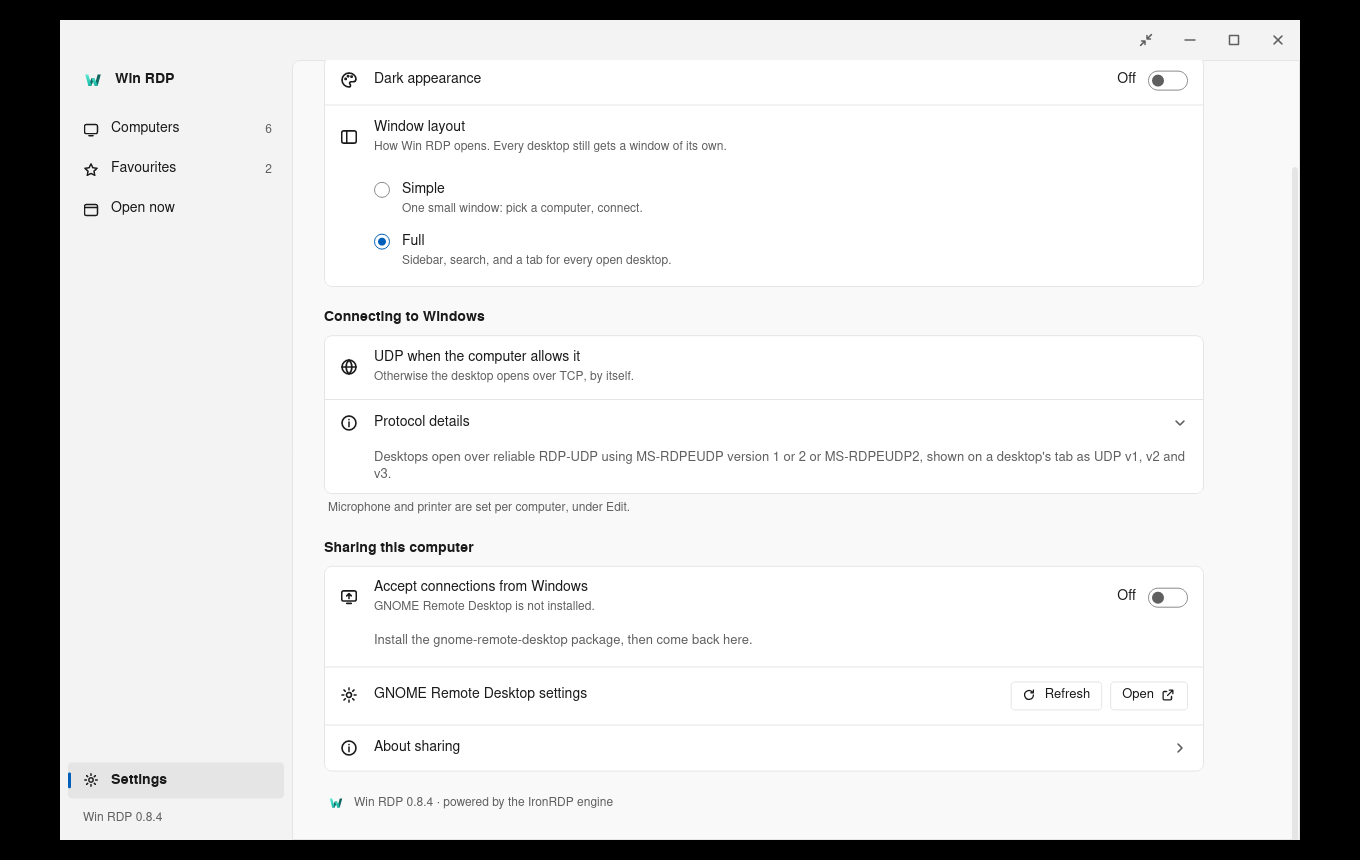 Win RDP
Computers 6
Favourites 2
Open now
Settings
Win RDP 0.8.4
Dark appearance Off
Window layout
How Win RDP opens. Every desktop still gets a window of its own.
Simple
One small window: pick a computer, connect.
Full
Sidebar, search, and a tab for every open desktop.
Connecting to Windows
UDP when the computer allows it
Otherwise the desktop opens over TCP, by itself.
Protocol details
Desktops open over reliable RDP-UDP using MS-RDPEUDP version 1 or 2 or MS-RDPEUDP2, shown on a desktop's tab as UDP v1, v2 and
v3.
Microphone and printer are set per computer, under Edit.
Sharing this computer
Accept connections from Windows Off
GNOME Remote Desktop is not installed.
Install the gnome-remote-desktop package, then come back here.
GNOME Remote Desktop settings Refresh Open
About sharing
Win RDP 0.8.4 · powered by the IronRDP engine